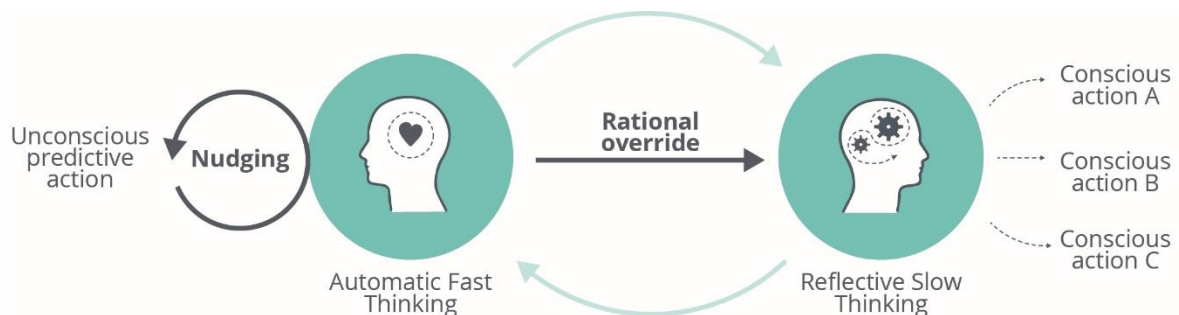 Unconscious
predictive
action
Nudging
Automatic Fast
Thinking
Rational
override
Reflective Slow
Thinking
Conscious
action A
Conscious
action B
Conscious
action C